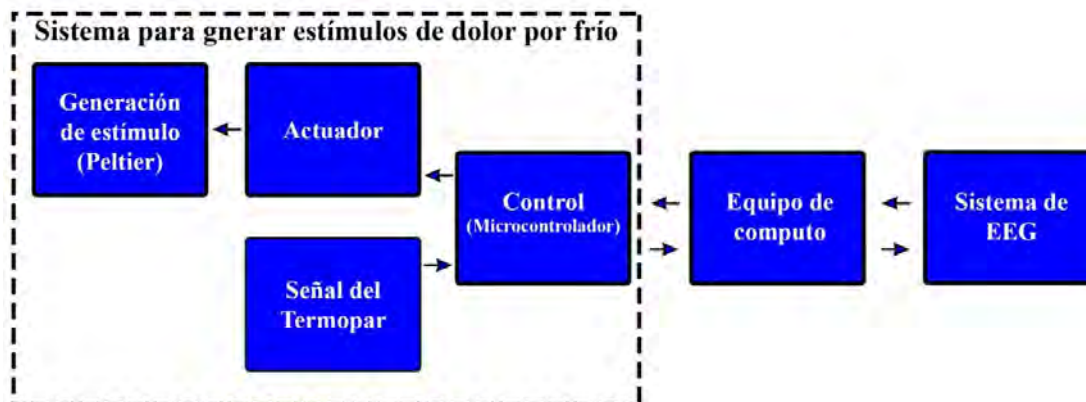 Sistema para gnerar estímulos de dolor por frío
Generación
de estímulo
(Peltier)
Actuador
Control
(Microcontrolador)
Señal del
Termopar
Equipo de
computo
Sistema de
EEG